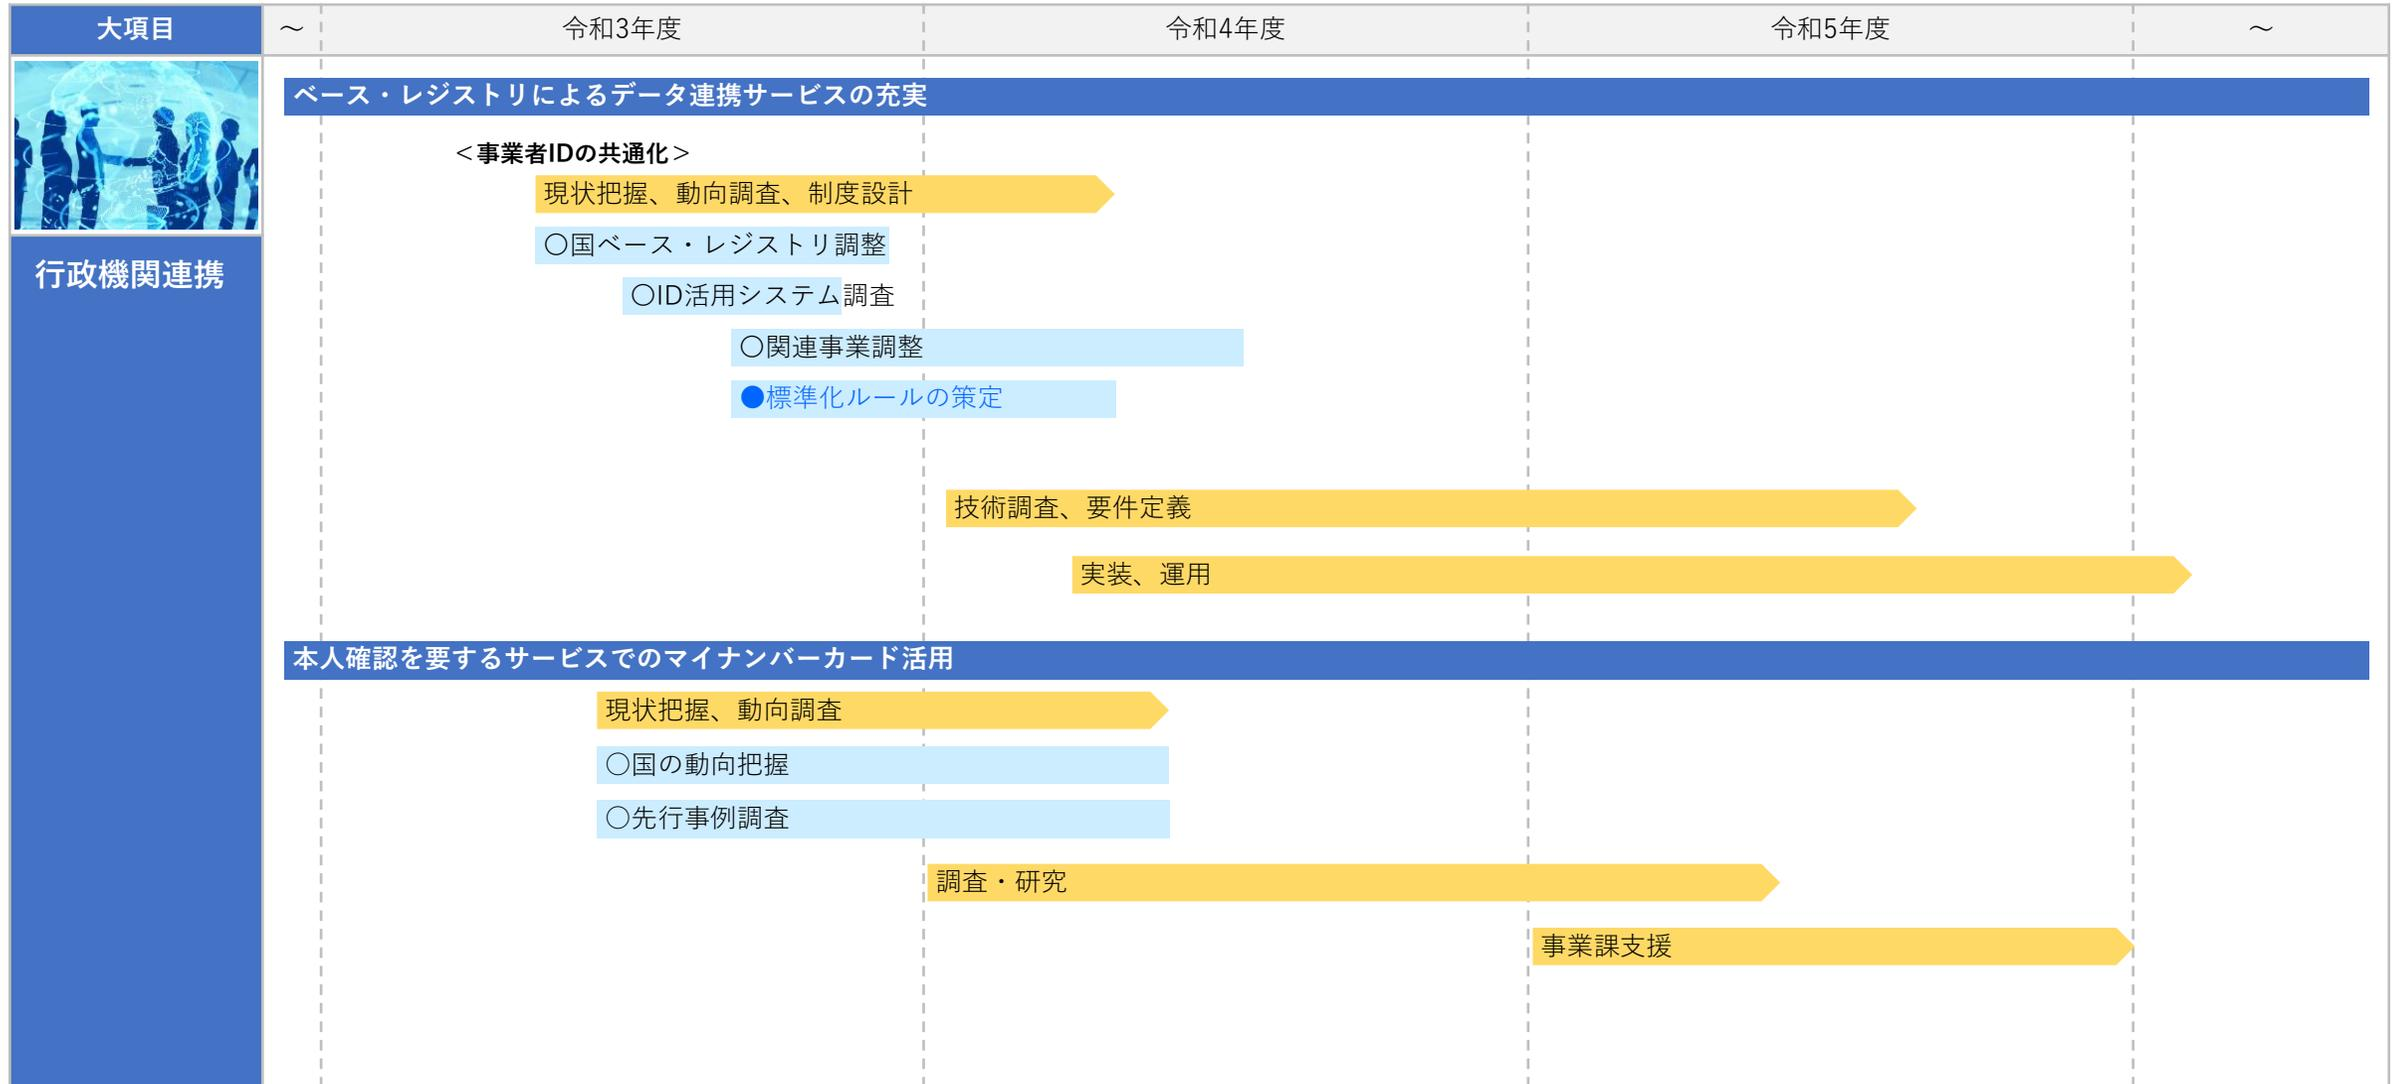 大項目
～
令和3年度
令和4年度
令和5年度
～
行政機関連携
ベース・レジストリによるデータ連携サービスの充実
＜事業者IDの共通化＞
現状把握、動向調査、制度設計
〇国ベース・レジストリ調整
〇ID活用システム調査
〇関連事業調整
●標準化ルールの策定
技術調査、要件定義
実装、運用
本人確認を要するサービスでのマイナンバーカード活用
現状把握、動向調査
〇国の動向把握
〇先行事例調査
調査・研究
事業課支援